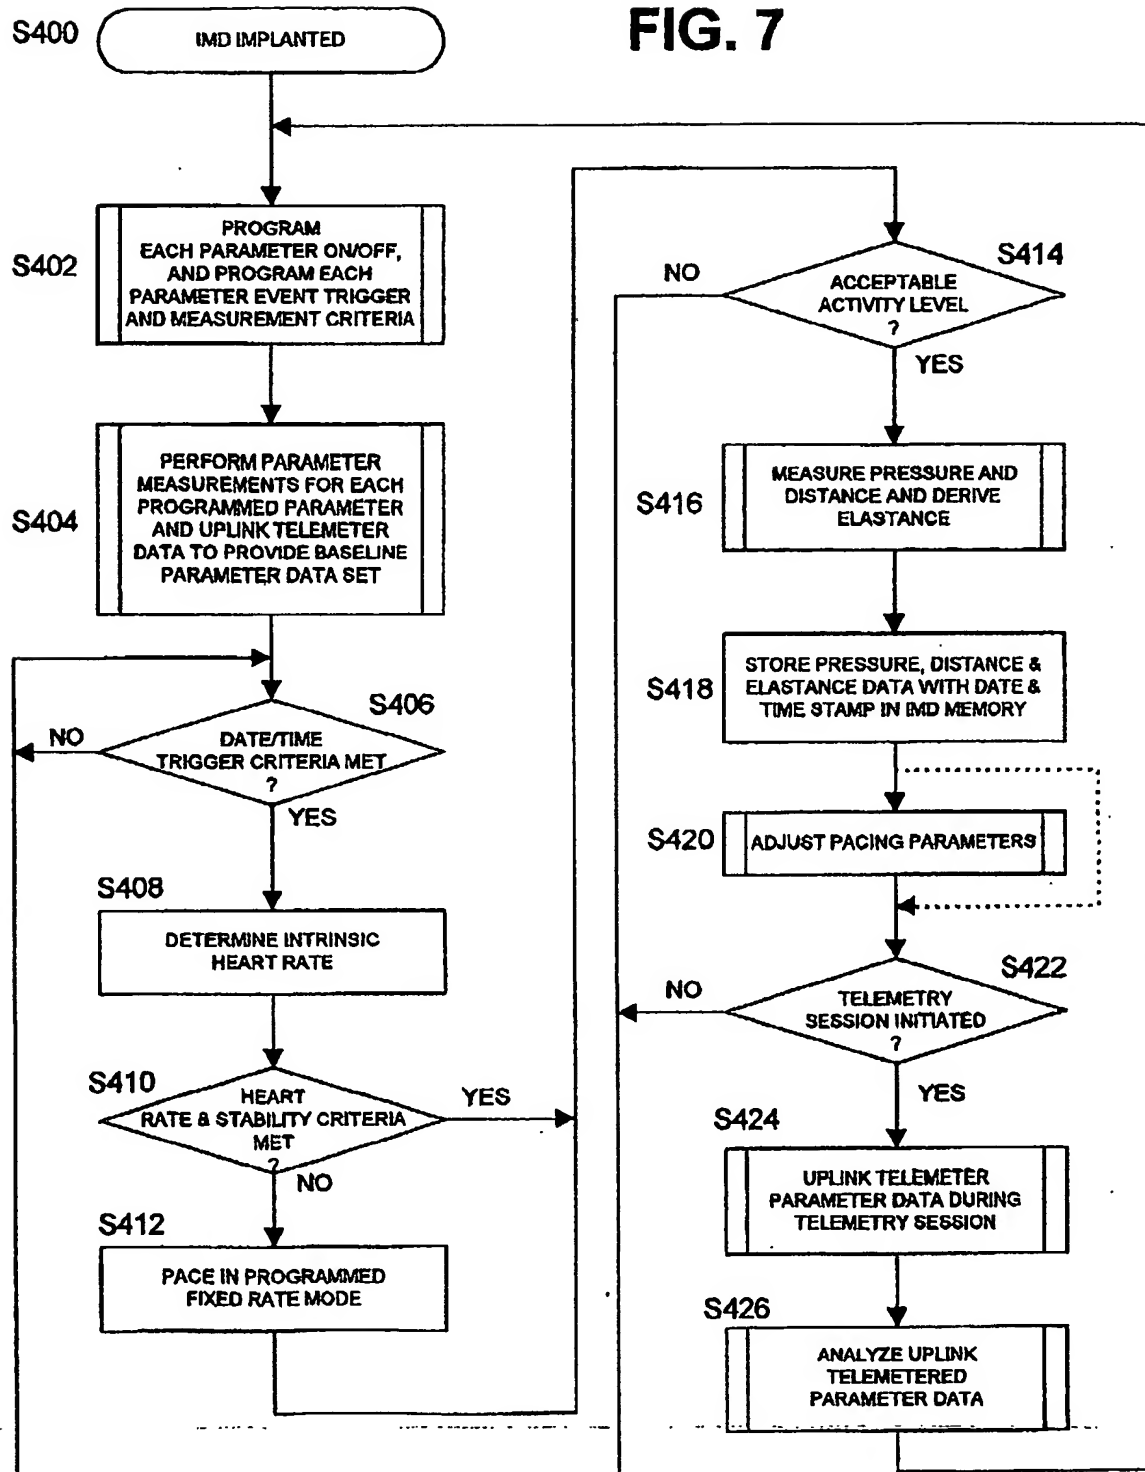 FIG. 7
S400
IMD IMPLANTED
S402
PROGRAM
EACH PARAMETER ON/OFF,
AND PROGRAM EACH
PARAMETER EVENT TRIGGER
AND MEASUREMENT CRITERIA
S404
PERFORM PARAMETER
MEASUREMENTS FOR EACH
PROGRAMMED PARAMETER
AND UPLINK TELEMETER
DATA TO PROVIDE BASELINE
PARAMETER DATA SET
S406
NO
DATE/TIME
TRIGGER CRITERIA MET
?
YES
S408
DETERMINE INTRINSIC
HEART RATE
S410
HEART
RATE & STABILITY CRITERIA
MET
?
YES
NO
S412
PACE IN PROGRAMMED
FIXED RATE MODE
S414
NO
ACCEPTABLE
ACTIVITY LEVEL
?
YES
S416
MEASURE PRESSURE AND
DISTANCE AND DERIVE
ELASTANCE
S418
STORE PRESSURE, DISTANCE &
ELASTANCE DATA WITH DATE &
TIME STAMP IN IMD MEMORY
S420
ADJUST PACING PARAMETERS
S422
NO
TELEMETRY
SESSION INITIATED
?
YES
S424
UPLINK TELEMETER
PARAMETER DATA DURING
TELEMETRY SESSION
S426
ANALYZE UPLINK
TELEMETERED
PARAMETER DATA